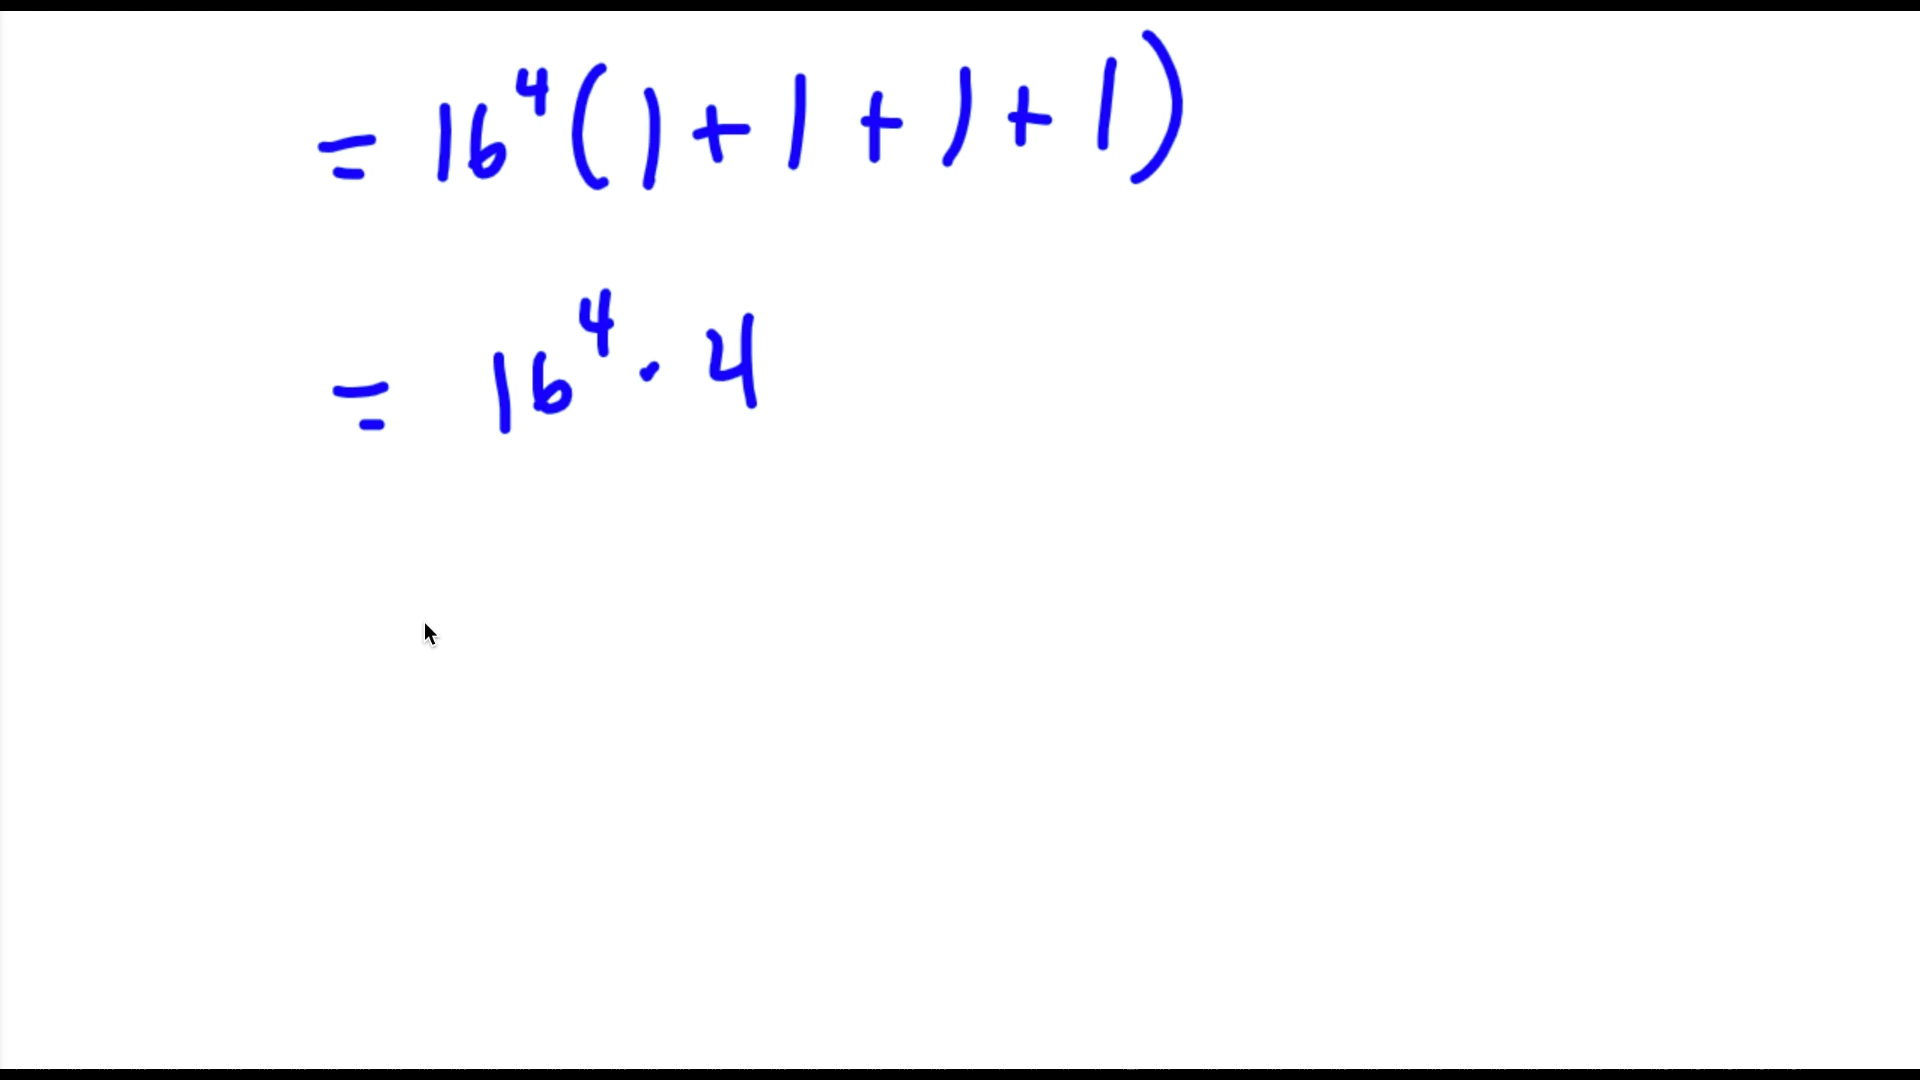 = 16⁴(1 + 1 + 1 + 1)
= 16⁴ · 4